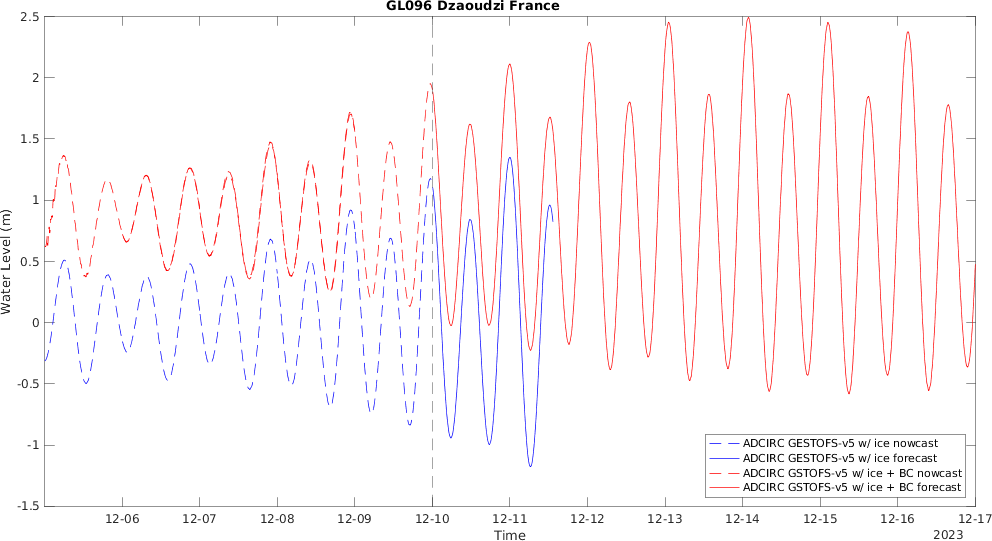 GL096 Dzaoudzi France
2.5
2
1.5
1
0.5
0
-0.5
-1
-1.5
Water Level (m)
12-06 12-07 12-08 12-09 12-10 12-11 12-12 12-13 12-14 12-15 12-16 12-17
Time
2023
ADCIRC GESTOFS-v5 w/ ice nowcast
ADCIRC GESTOFS-v5 w/ ice forecast
ADCIRC GSTOFS-v5 w/ ice + BC nowcast
ADCIRC GSTOFS-v5 w/ ice + BC forecast